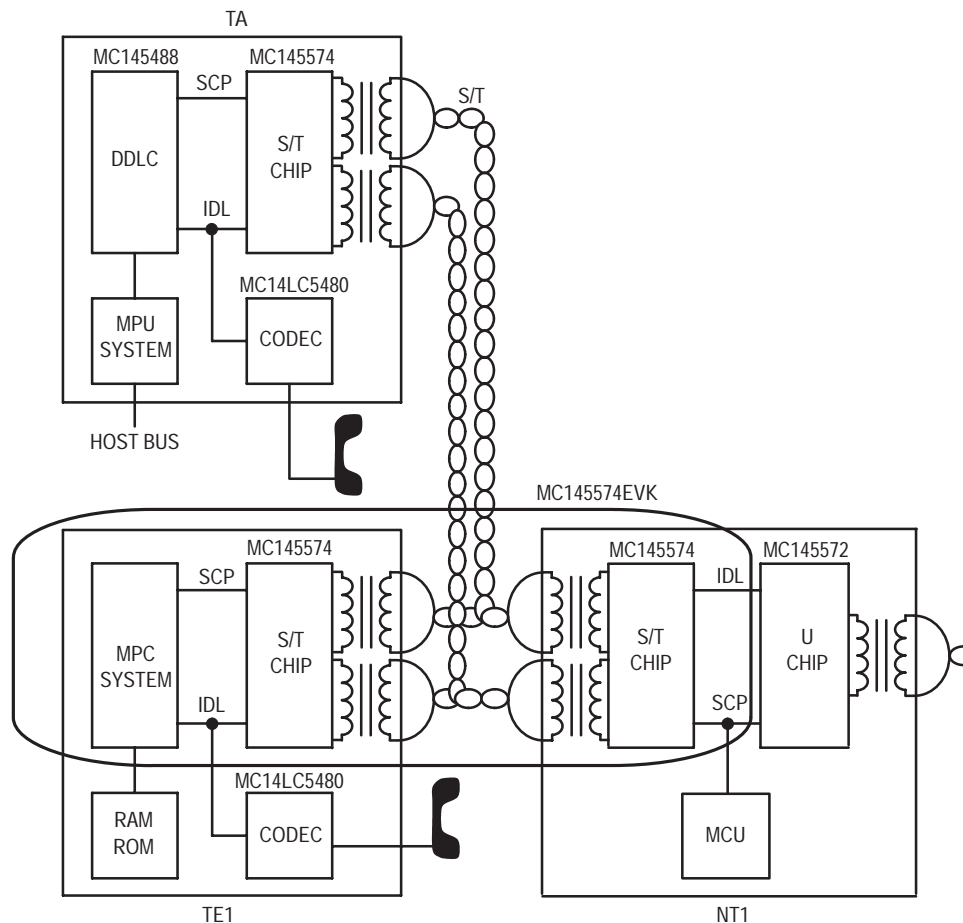 TA
MC145488
MC145574
SCP
S/T
DDLC
S/T
CHIP
IDL
MC14LC5480
MPU
SYSTEM
CODEC
HOST BUS
MC145574EVK
MC145574
SCP
MPC
SYSTEM
S/T
CHIP
IDL
MC14LC5480
RAM
ROM
CODEC
TE1
MC145574
MC145572
IDL
S/T
CHIP
U
CHIP
SCP
MCU
NT1